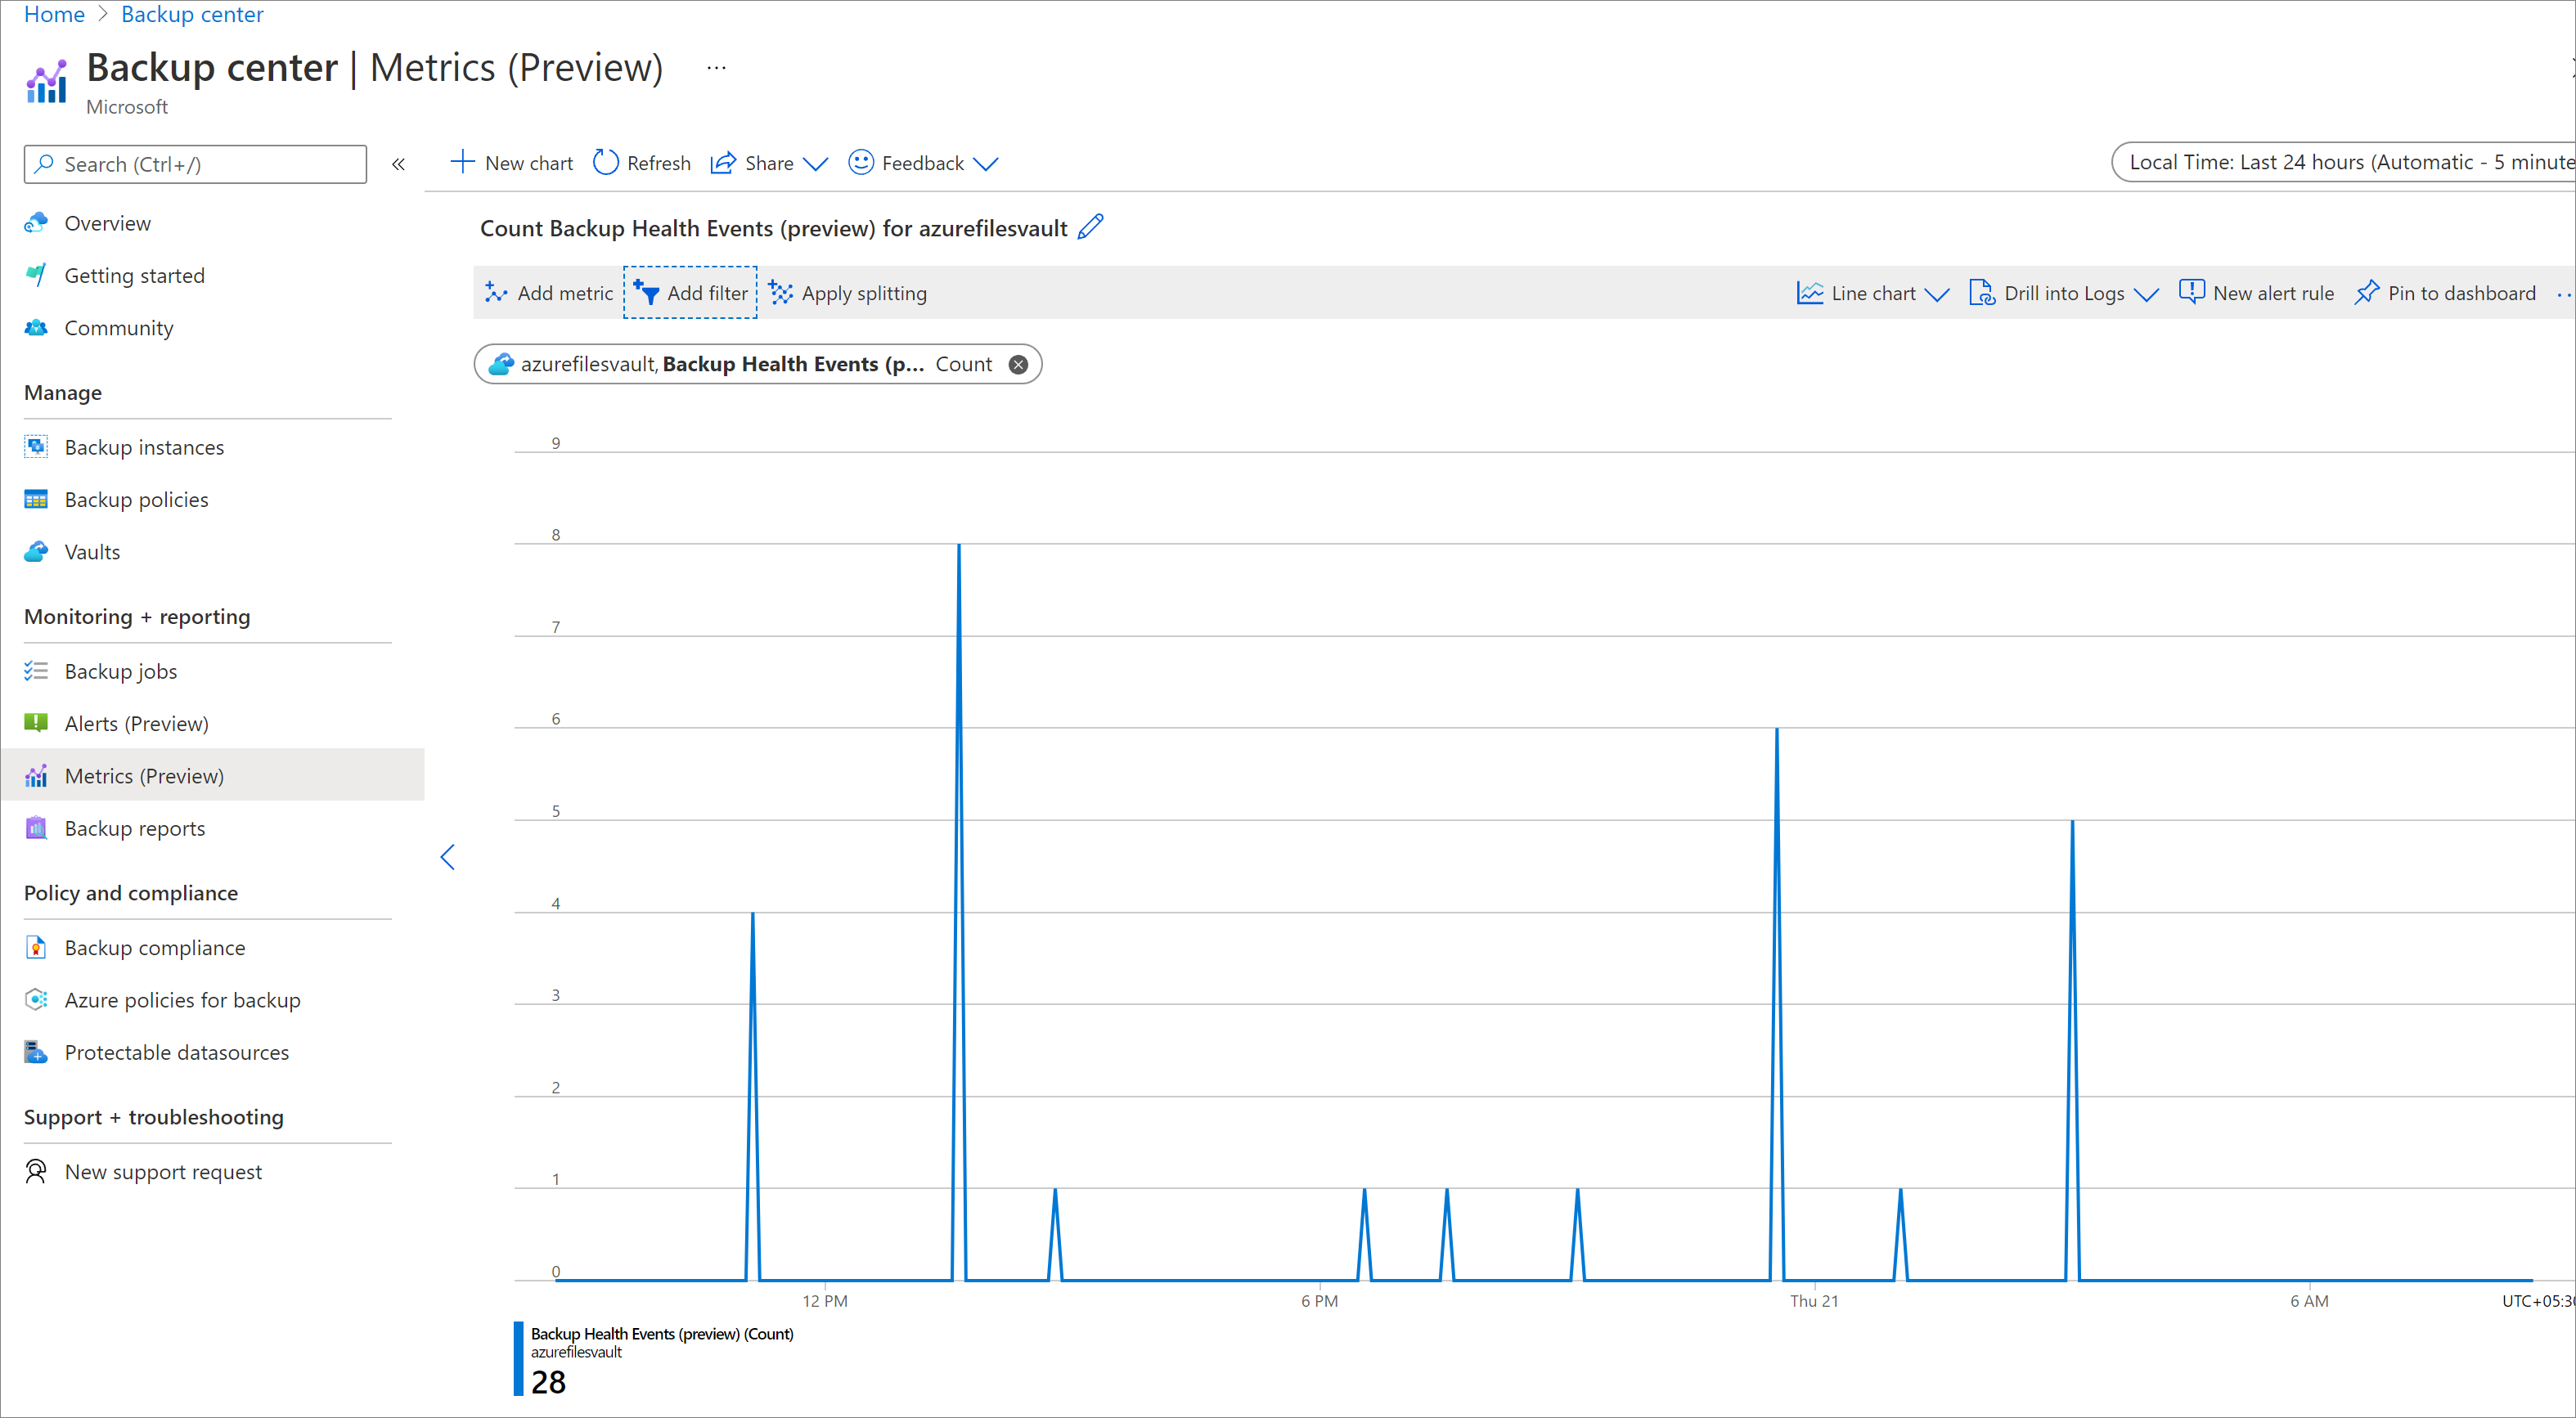 Home > Backup center
Backup center | Metrics (Preview) ...
Microsoft
Search (Ctrl+/)
«
New chart
Refresh
Share
Feedback
Local Time: Last 24 hours (Automatic - 5 minute
Overview
Getting started
Community
Manage
Backup instances
Backup policies
Vaults
Monitoring + reporting
Backup jobs
Alerts (Preview)
Metrics (Preview)
Backup reports
Policy and compliance
Backup compliance
Azure policies for backup
Protectable datasources
Support + troubleshooting
New support request
Count Backup Health Events (preview) for azurefilesvault
Add metric
Add filter
Apply splitting
Line chart
Drill into Logs
New alert rule
Pin to dashboard
azurefilesvault, Backup Health Events (p... Count
9
8
7
6
5
4
3
2
1
0
12 PM
6 PM
Thu 21
6 AM
UTC+05:30
Backup Health Events (preview) (Count)
azurefilesvault
28